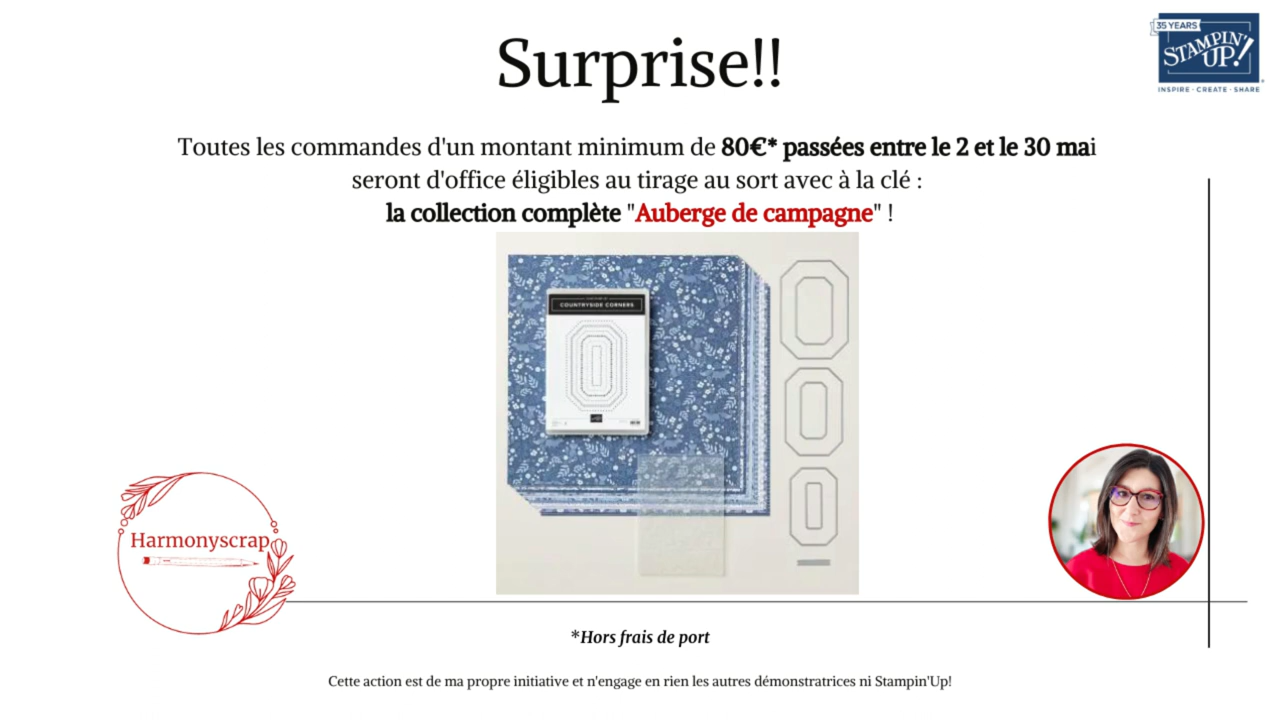 Surprise!!
35 YEARS
STAMPIN' UP!
INSPIRE · CREATE · SHARE
Toutes les commandes d'un montant minimum de 80€* passées entre le 2 et le 30 mai
seront d'office éligibles au tirage au sort avec à la clé :
la collection complète "Auberge de campagne" !
COUNTRYSIDE CORNERS
Harmonyscrap
*Hors frais de port
Cette action est de ma propre initiative et n'engage en rien les autres démonstratrices ni Stampin'Up!